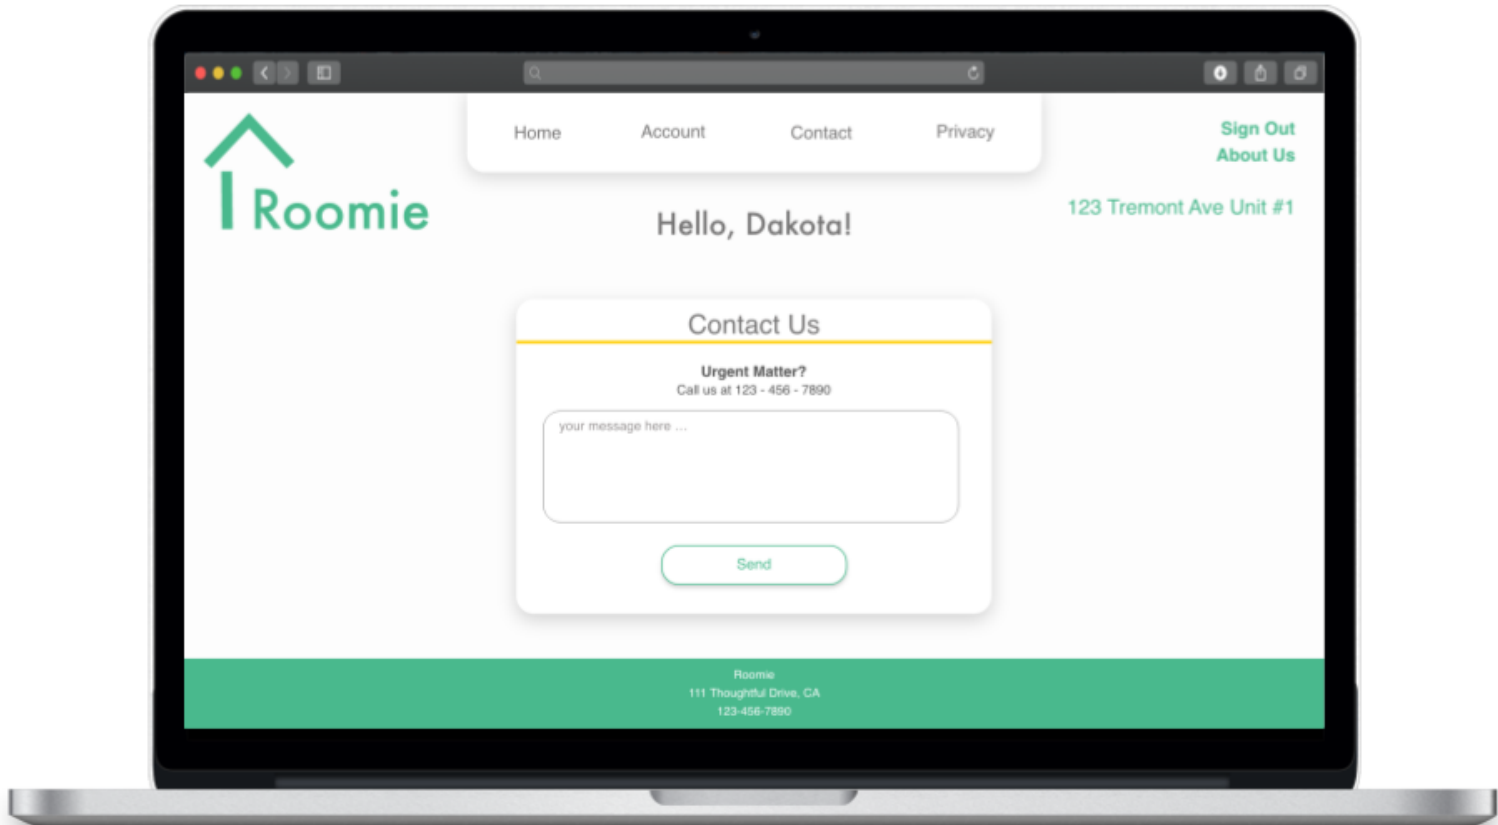 Home Account Contact Privacy
Sign Out
About Us
Roomie
123 Tremont Ave Unit #1
Hello, Dakota!
Contact Us
Urgent Matter?
Call us at 123 - 456 - 7890
your message here ...
Send
Roomie
111 Thoughtful Drive, CA
123-456-7890